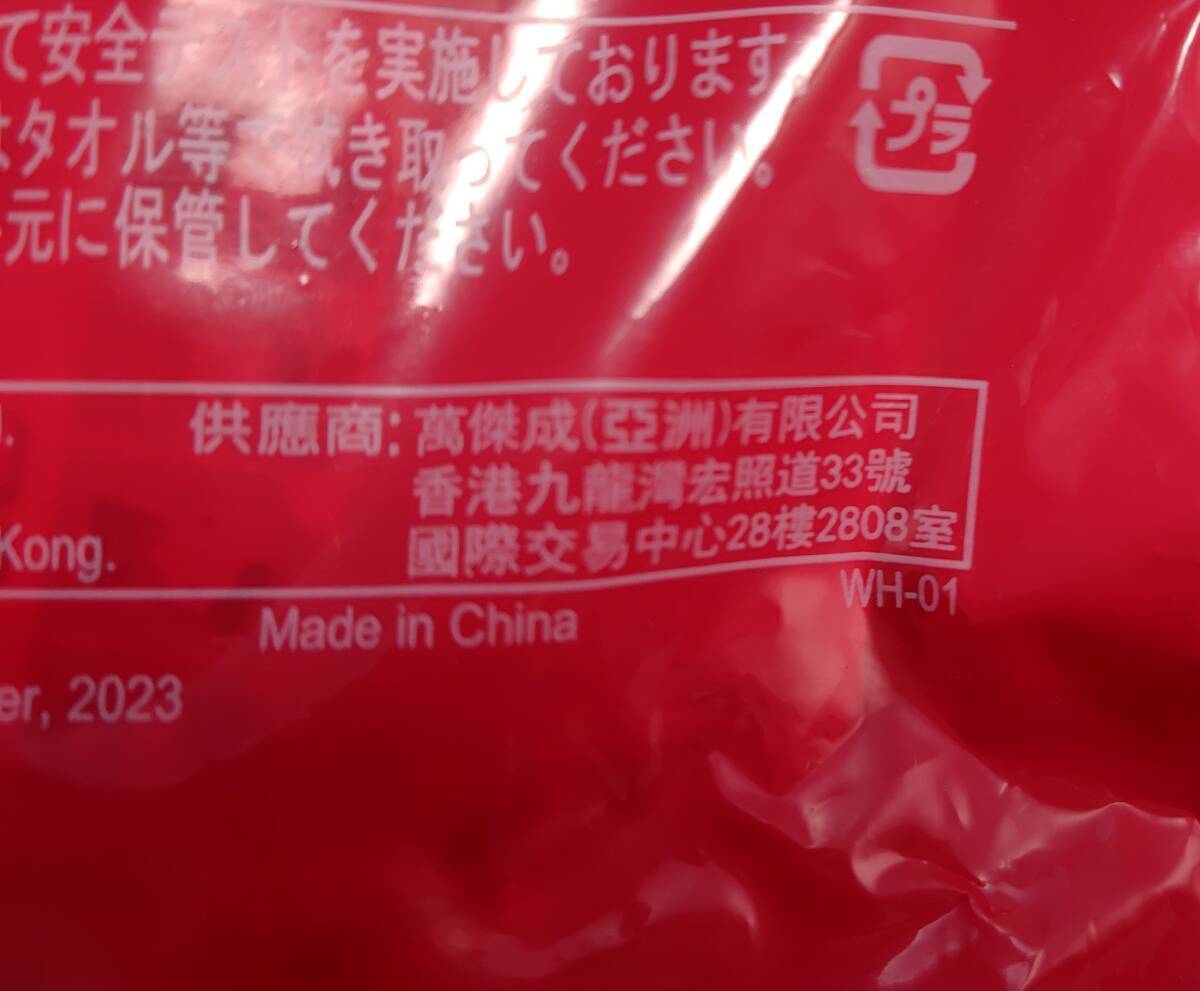 て安全テストを実施しております。
はタオル等で拭き取ってください。
元に保管してください。
プラ
供應商:萬傑成(亞洲)有限公司
香港九龍灣宏照道33號
國際交易中心28樓2808室
Kong.
WH-01
Made in China
er, 2023